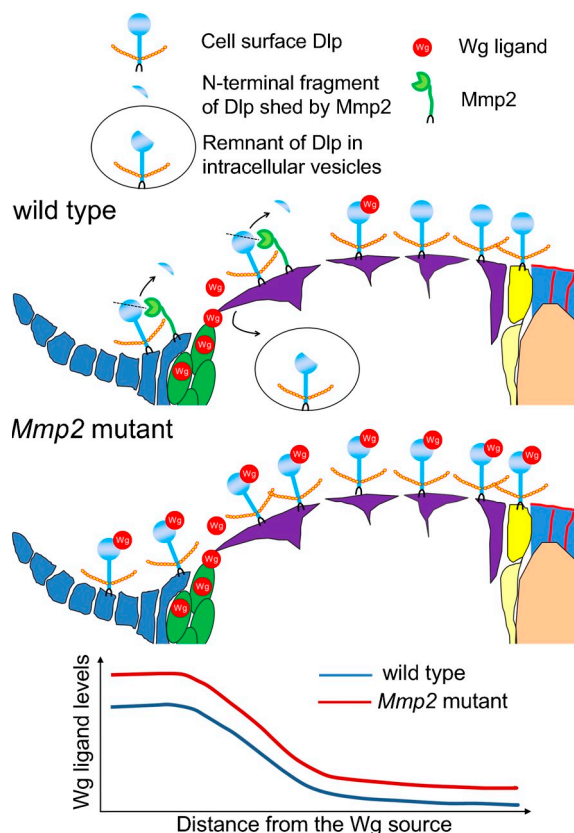 Cell surface Dlp
Wg Wg ligand
N-terminal fragment
of Dlp shed by Mmp2
Mmp2
Remnant of Dlp in
intracellular vesicles
wild type
Wg
Wg
Wg
Wg
Wg
Wg
Mmp2 mutant
Wg
Wg
Wg
Wg
Wg
Wg
Wg
Wg
Wg
Wg
Wg
Wg
Wg
wild type
Mmp2 mutant
Wg ligand levels
Distance from the Wg source